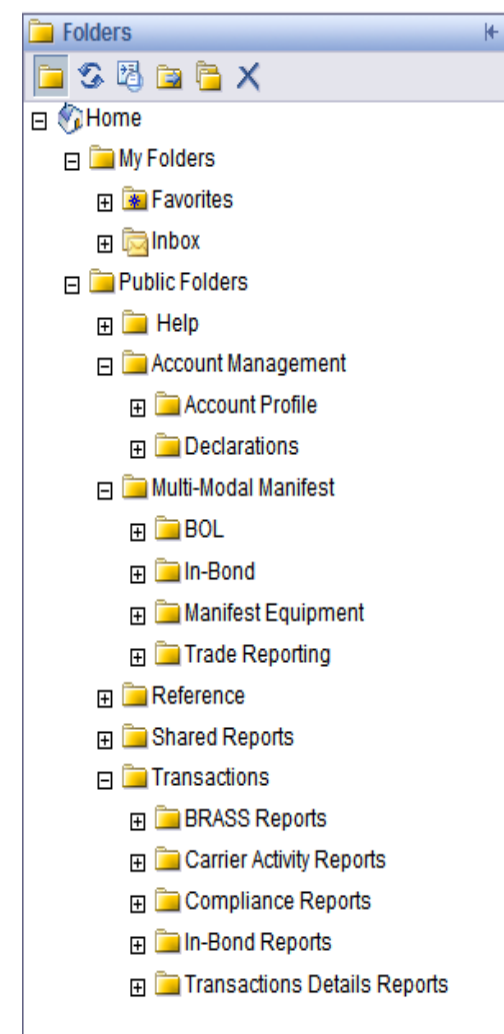 Folders
Home
My Folders
Favorites
Inbox
Public Folders
Help
Account Management
Account Profile
Declarations
Multi-Modal Manifest
BOL
In-Bond
Manifest Equipment
Trade Reporting
Reference
Shared Reports
Transactions
BRASS Reports
Carrier Activity Reports
Compliance Reports
In-Bond Reports
Transactions Details Reports